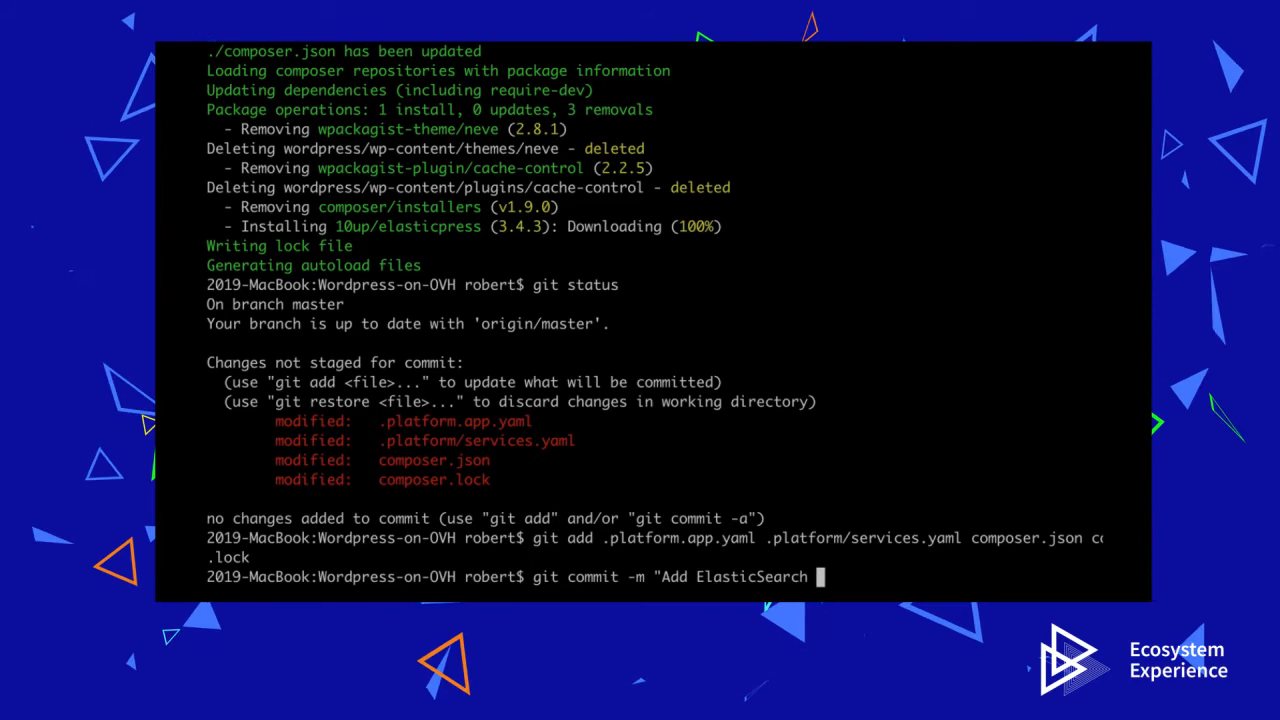 ./composer.json has been updated
Loading composer repositories with package information
Updating dependencies (including require-dev)
Package operations: 1 install, 0 updates, 3 removals
- Removing wpackagist-theme/neve (2.8.1)
Deleting wordpress/wp-content/themes/neve - deleted
- Removing wpackagist-plugin/cache-control (2.2.5)
Deleting wordpress/wp-content/plugins/cache-control - deleted
- Removing composer/installers (v1.9.0)
- Installing 10up/elasticpress (3.4.3): Downloading (100%)
Writing lock file
Generating autoload files
2019-MacBook:Wordpress-on-OVH robert$ git status
On branch master
Your branch is up to date with 'origin/master'.
Changes not staged for commit:
(use "git add <file>..." to update what will be committed)
(use "git restore <file>..." to discard changes in working directory)
modified: .platform.app.yaml
modified: .platform/services.yaml
modified: composer.json
modified: composer.lock
no changes added to commit (use "git add" and/or "git commit -a")
2019-MacBook:Wordpress-on-OVH robert$ git add .platform.app.yaml .platform/services.yaml composer.json co
.lock
2019-MacBook:Wordpress-on-OVH robert$ git commit -m "Add ElasticSearch
Ecosystem
Experience